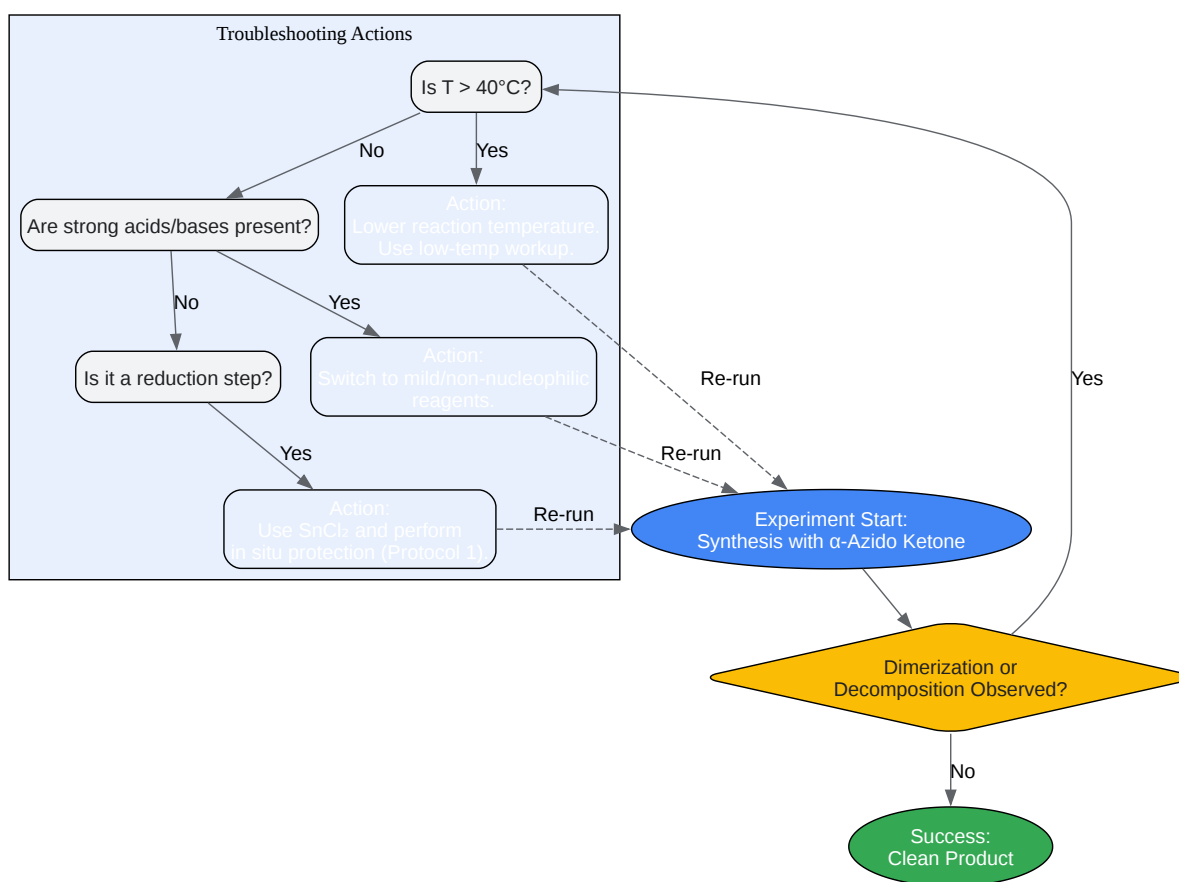 Troubleshooting Actions
Is T > 40°C?
No
Yes
Are strong acids/bases present?
Action:
Lower reaction temperature.
Use low-temp workup.
No
Yes
Is it a reduction step?
Action:
Switch to mild/non-nucleophilic
reagents.
Re-run
Yes
Yes
Re-run
Action:
Use SnCl₂ and perform
in situ protection (Protocol 1).
Re-run
Experiment Start:
Synthesis with α-Azido Ketone
Dimerization or
Decomposition Observed?
No
Success:
Clean Product